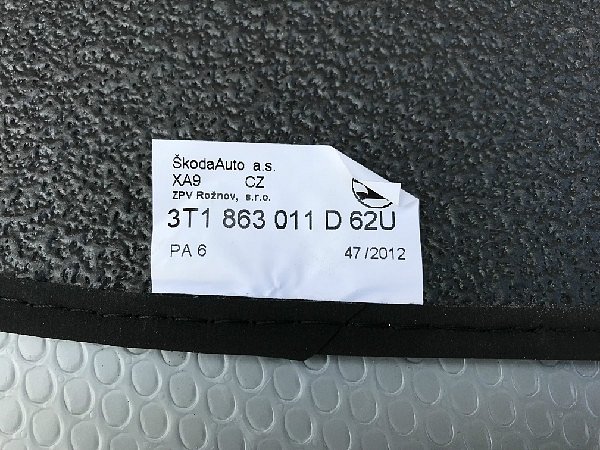 ŠkodaAuto a.s.
XA9 CZ
ZPV Rožnov, s.r.o.
3T1 863 011 D 62U
PA 6 47/2012